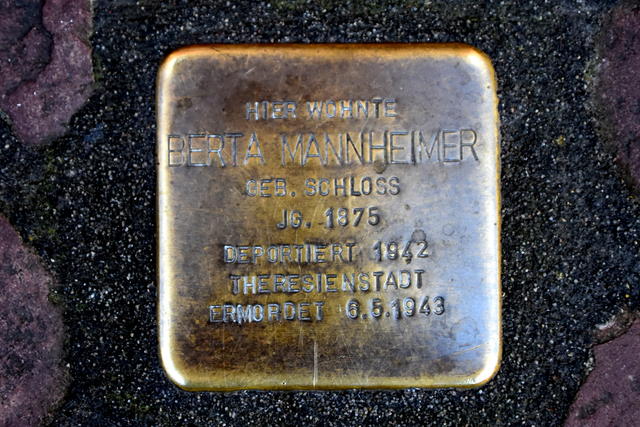 HIER WOHNTE
BERTA MANNHEIMER
GEB. SCHLOSS
JG. 1875
DEPORTIERT 1942
THERESIENSTADT
ERMORDET 6.5.1943